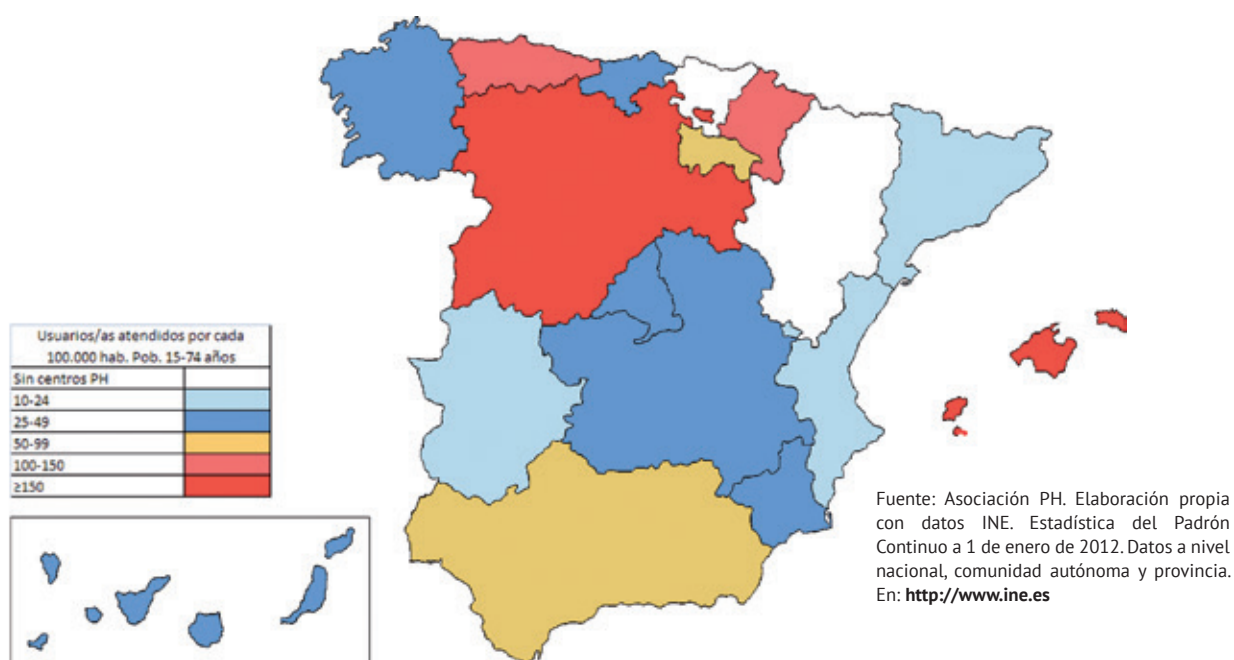 Usuarios/as atendidos por cada
100.000 hab. Pob. 15-74 años
Sin centros PH
10-24
25-49
50-99
100-150
≥150
Fuente: Asociación PH. Elaboración propia
con datos INE. Estadística del Padrón
Continuo a 1 de enero de 2012. Datos a nivel
nacional, comunidad autónoma y provincia.
En: http://www.ine.es